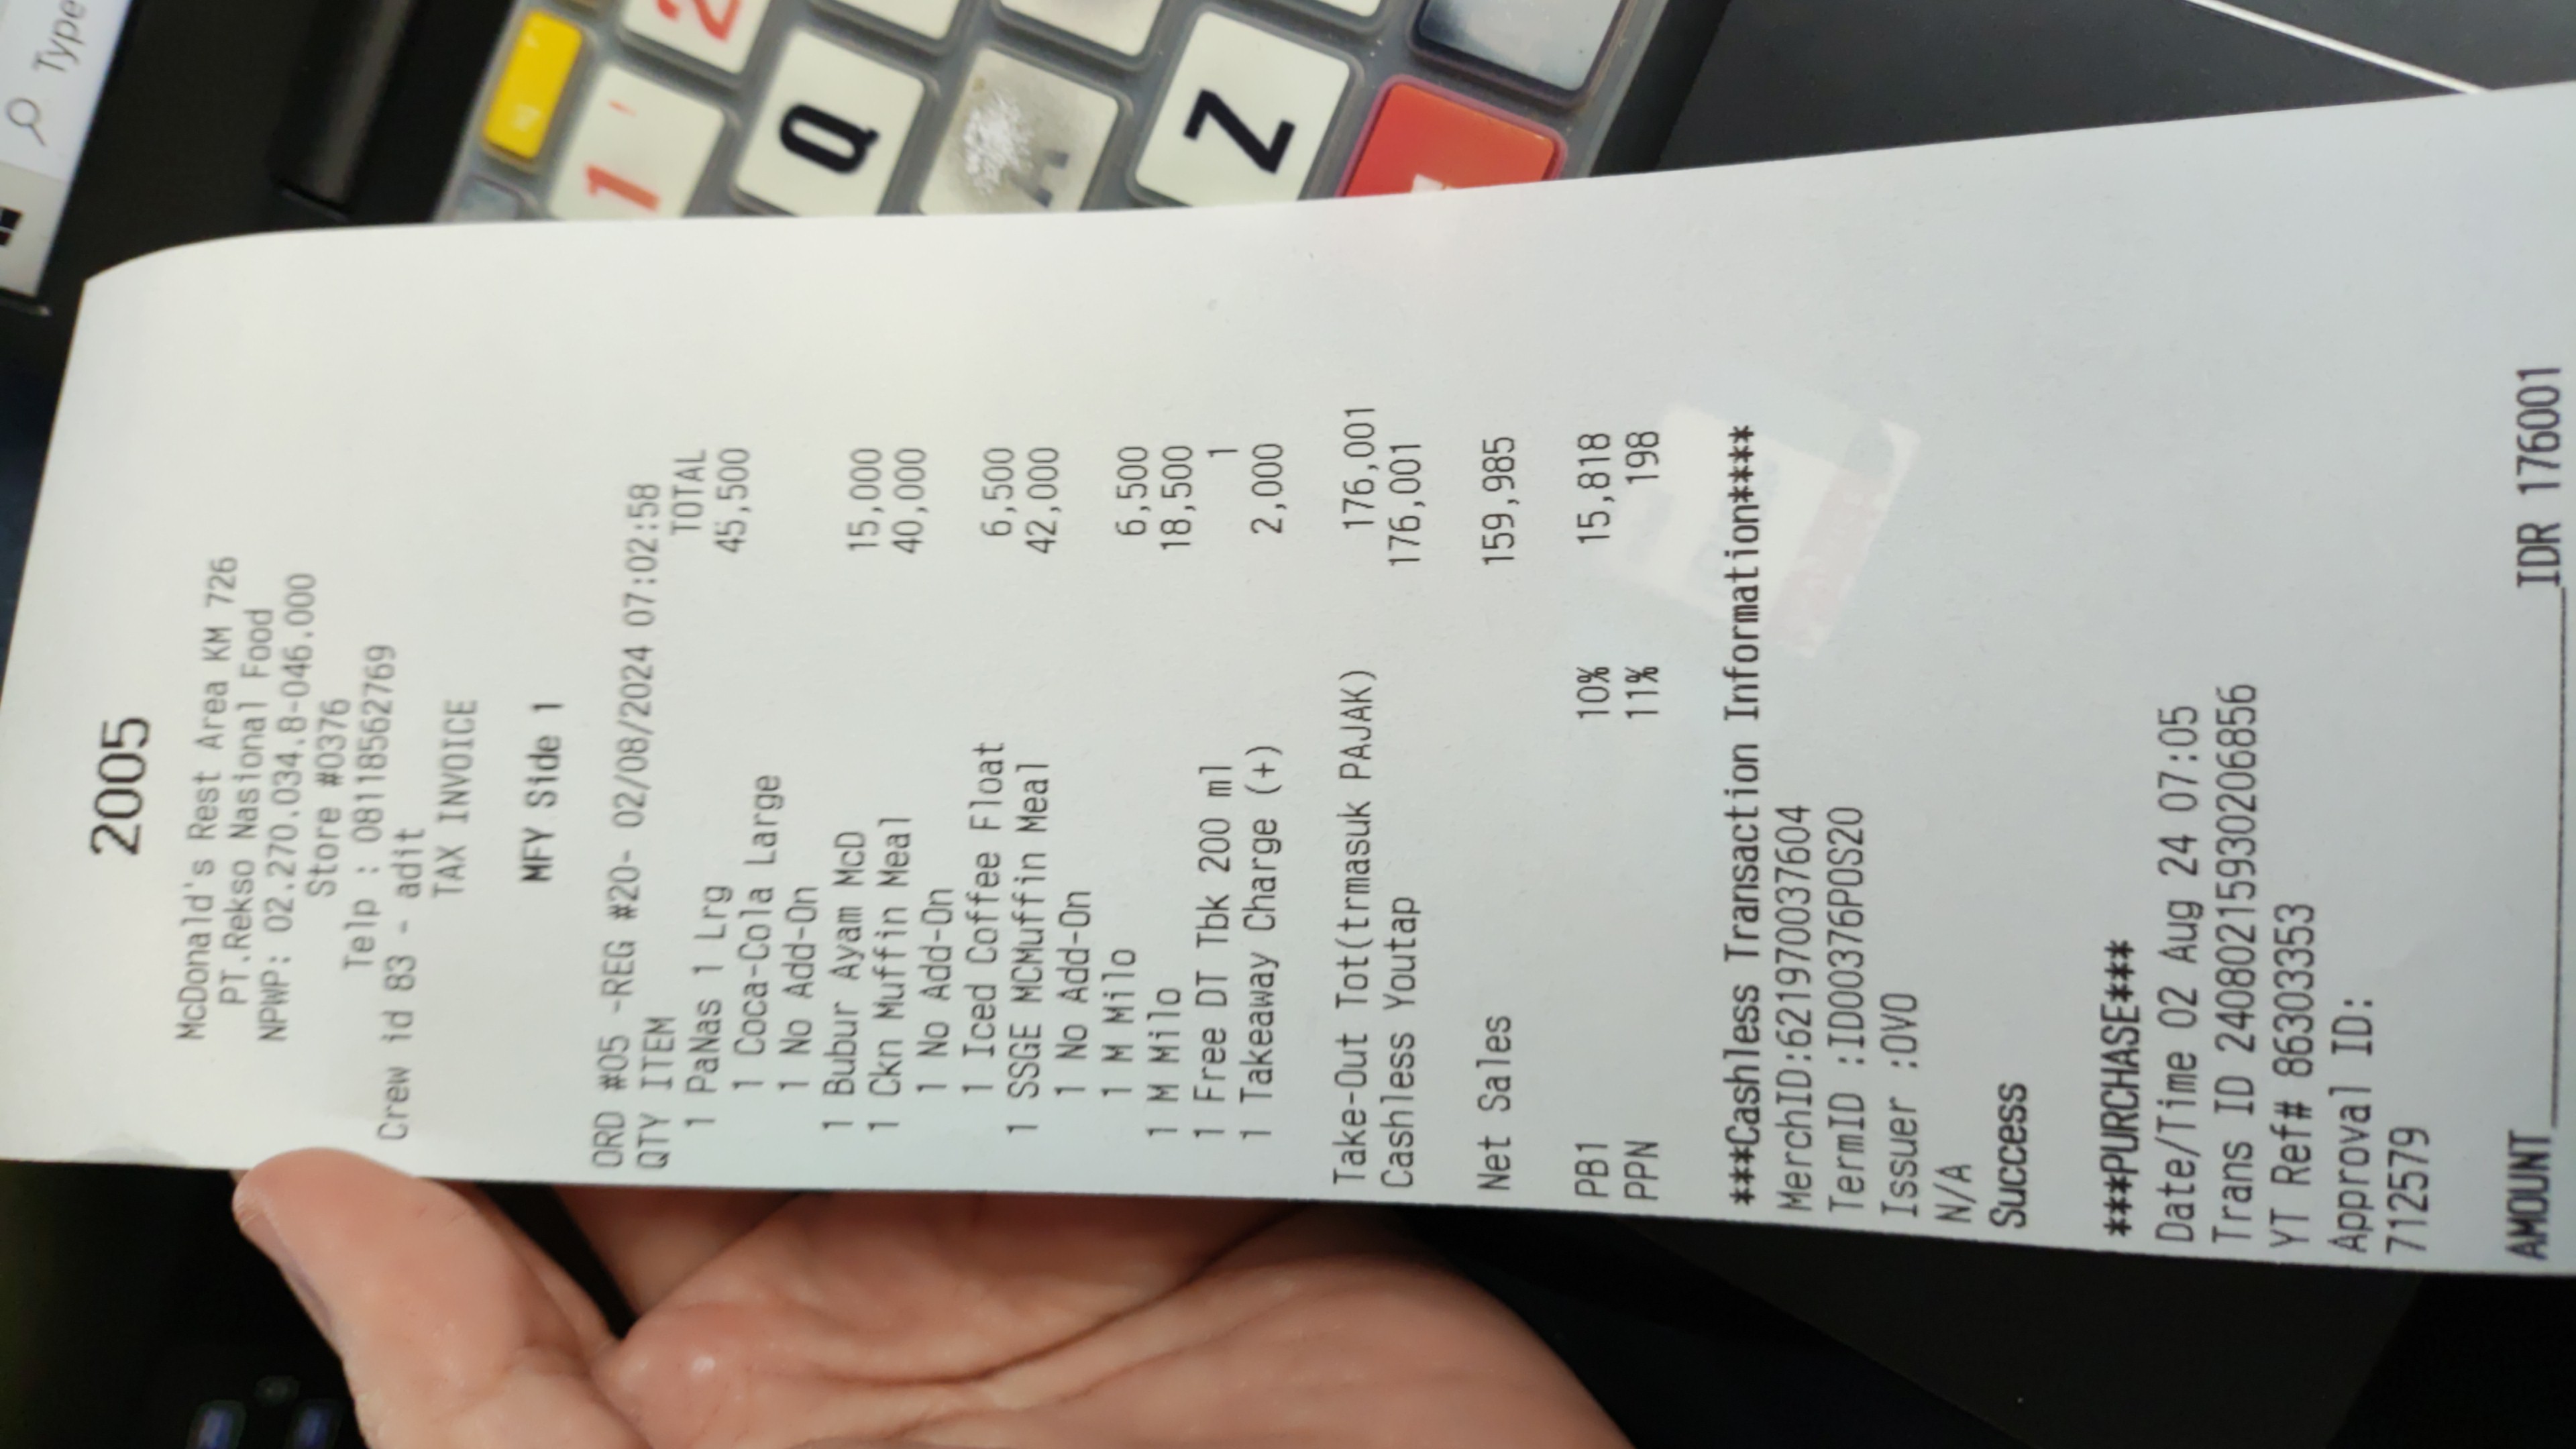 2005
McDonald's Rest Area KM 726
PT.Rekso Nasional Food
NPWP: 02.270.034.8-046.000
Store #0376
Telp : 08118562769
Crew id 83 - adit
TAX INVOICE
MFY Side 1
ORD #05 -REG #20- 02/08/2024 07:02:58
QTY ITEM TOTAL
1 PaNas 1 Lrg 45,500
1 Coca-Cola Large
1 No Add-On
1 Bubur Ayam McD 15,000
1 Ckn Muffin Meal 40,000
1 No Add-On
1 Iced Coffee Float 6,500
1 SSGE MCMuffin Meal 42,000
1 No Add-On
1 M Milo 6,500
1 M Milo 18,500
1 Free DT Tbk 200 ml 1
1 Takeaway Charge (+) 2,000
Take-Out Tot(trmasuk PAJAK) 176,001
Cashless Youtap 176,001
Net Sales 159,985
PB1 10% 15,818
PPN 11% 198
***Cashless Transaction Information****
MerchID:6219700037604
TermID :ID00376POS20
Issuer :OVO
N/A
Success
***PURCHASE***
Date/Time 02 Aug 24 07:05
Trans ID 240802159302206856
YT Ref# 863033353
Approval ID:
712579
AMOUNT IDR 176001
Type
1
2
Q
Z